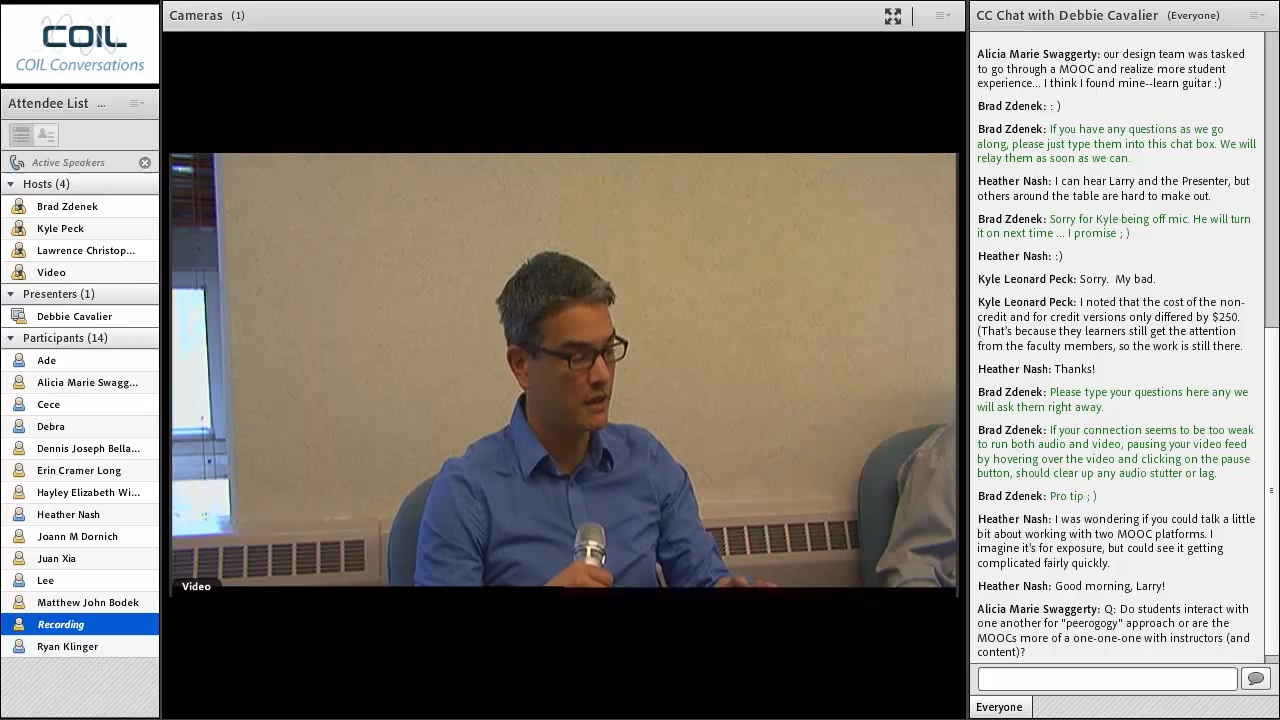 COIL
COIL Conversations
Attendee List ...
Active Speakers
Hosts (4)
Brad Zdenek
Kyle Peck
Lawrence Christop...
Video
Presenters (1)
Debbie Cavalier
Participants (14)
Ade
Alicia Marie Swagg...
Cece
Debra
Dennis Joseph Bella...
Erin Cramer Long
Hayley Elizabeth Wi...
Heather Nash
Joann M Dornich
Juan Xia
Lee
Matthew John Bodek
Recording
Ryan Klinger
Cameras (1)
Video
CC Chat with Debbie Cavalier (Everyone)
Alicia Marie Swaggerty: our design team was tasked
to go through a MOOC and realize more student
experience... I think I found mine--learn guitar :)
Brad Zdenek: : )
Brad Zdenek: If you have any questions as we go
along, please just type them into this chat box. We will
relay them as soon as we can.
Heather Nash: I can hear Larry and the Presenter, but
others around the table are hard to make out.
Brad Zdenek: Sorry for Kyle being off mic. He will turn
it on next time ... I promise ; )
Heather Nash: :)
Kyle Leonard Peck: Sorry. My bad.
Kyle Leonard Peck: I noted that the cost of the non-
credit and for credit versions only differed by $250.
(That's because they learners still get the attention
from the faculty members, so the work is still there.
Heather Nash: Thanks!
Brad Zdenek: Please type your questions here any we
will ask them right away.
Brad Zdenek: If your connection seems to be too weak
to run both audio and video, pausing your video feed
by hovering over the video and clicking on the pause
button, should clear up any audio stutter or lag.
Brad Zdenek: Pro tip ; )
Heather Nash: I was wondering if you could talk a little
bit about working with two MOOC platforms. I
imagine it's for exposure, but could see it getting
complicated fairly quickly.
Heather Nash: Good morning, Larry!
Alicia Marie Swaggerty: Q: Do students interact with
one another for "peerogogy" approach or are the
MOOCs more of a one-one-one with instructors (and
content)?
Everyone